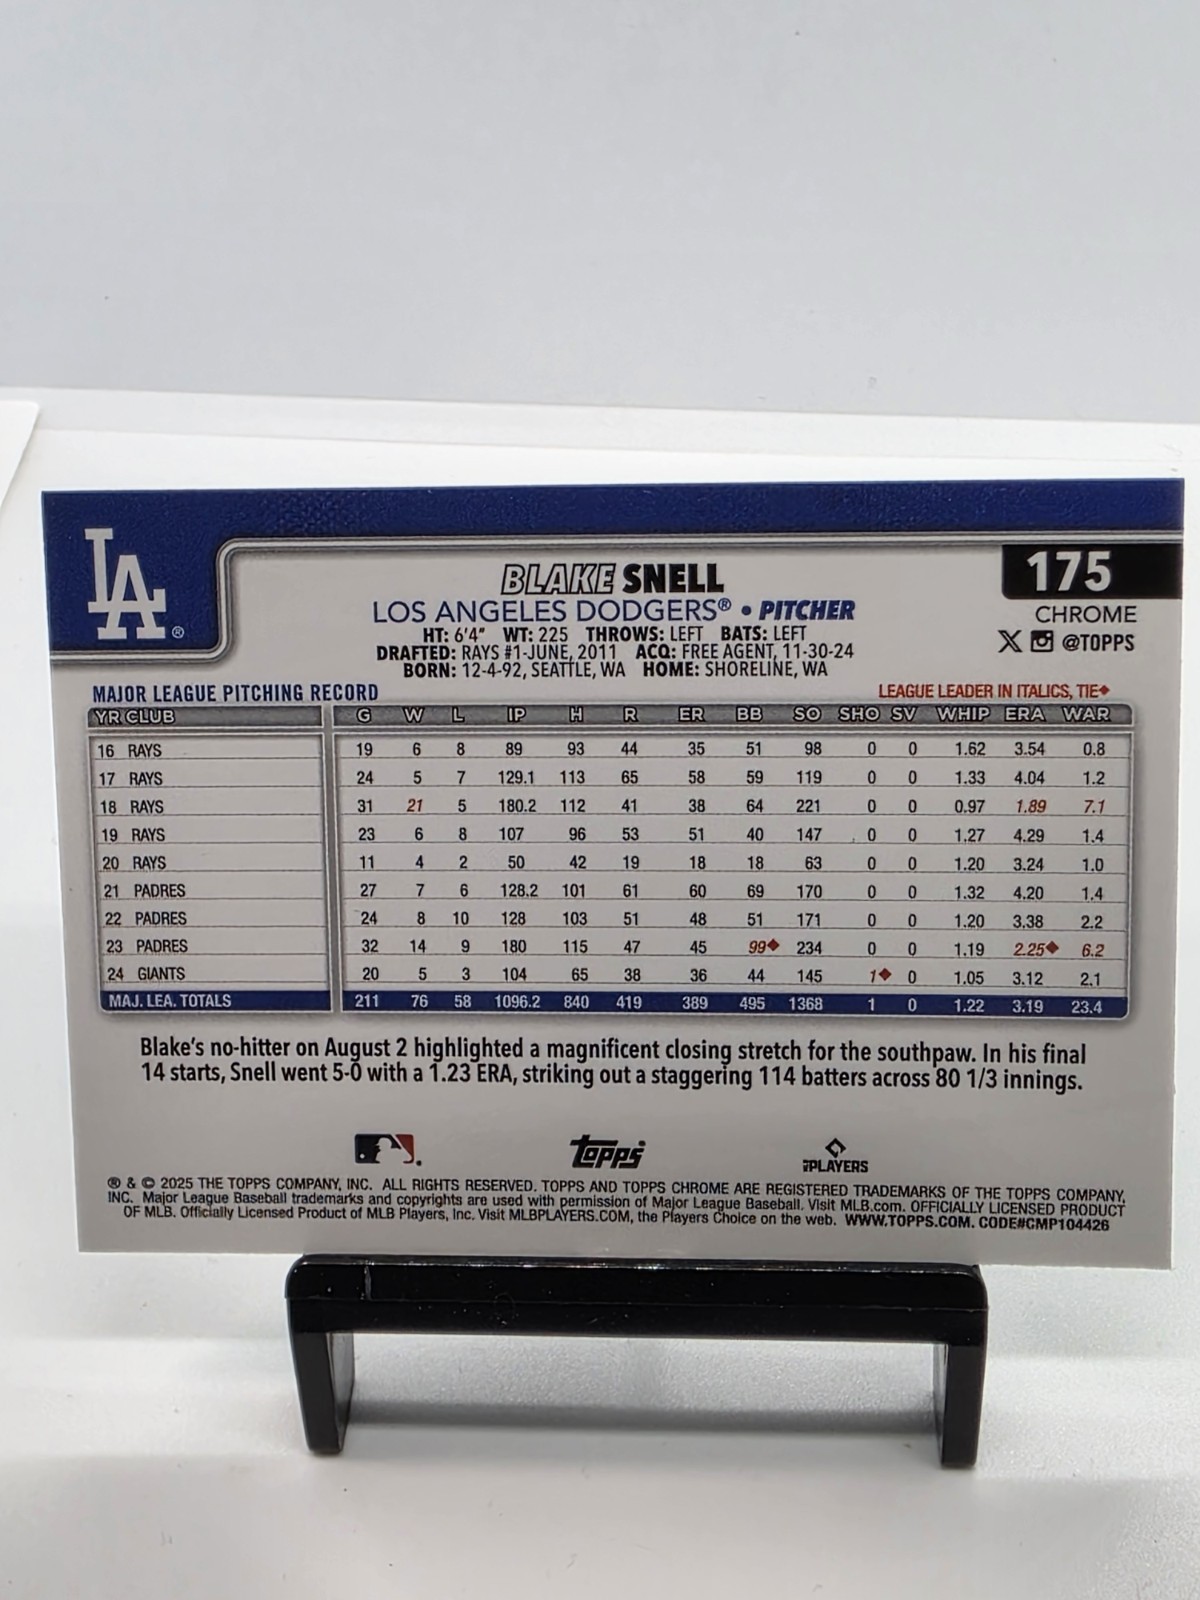 LA®
BLAKE SNELL
LOS ANGELES DODGERS® • PITCHER
HT: 6'4" WT: 225 THROWS: LEFT BATS: LEFT
DRAFTED: RAYS #1-JUNE, 2011 ACQ: FREE AGENT, 11-30-24
BORN: 12-4-92, SEATTLE, WA HOME: SHORELINE, WA
175
CHROME
X @TOPPS
MAJOR LEAGUE PITCHING RECORD
LEAGUE LEADER IN ITALICS, TIE◆
YR CLUB G W L IP H R ER BB SO SHO SV WHIP ERA WAR
16 RAYS 19 6 8 89 93 44 35 51 98 0 0 1.62 3.54 0.8
17 RAYS 24 5 7 129.1 113 65 58 59 119 0 0 1.33 4.04 1.2
18 RAYS 31 21 5 180.2 112 41 38 64 221 0 0 0.97 1.89 7.1
19 RAYS 23 6 8 107 96 53 51 40 147 0 0 1.27 4.29 1.4
20 RAYS 11 4 2 50 42 19 18 18 63 0 0 1.20 3.24 1.0
21 PADRES 27 7 6 128.2 101 61 60 69 170 0 0 1.32 4.20 1.4
22 PADRES 24 8 10 128 103 51 48 51 171 0 0 1.20 3.38 2.2
23 PADRES 32 14 9 180 115 47 45 99◆ 234 0 0 1.19 2.25◆ 6.2
24 GIANTS 20 5 3 104 65 38 36 44 145 1◆ 0 1.05 3.12 2.1
MAJ. LEA. TOTALS 211 76 58 1096.2 840 419 389 495 1368 1 0 1.22 3.19 23.4
Blake's no-hitter on August 2 highlighted a magnificent closing stretch for the southpaw. In his final
14 starts, Snell went 5-0 with a 1.23 ERA, striking out a staggering 114 batters across 80 1/3 innings.
topps
PLAYERS
® & © 2025 THE TOPPS COMPANY, INC. ALL RIGHTS RESERVED. TOPPS AND TOPPS CHROME ARE REGISTERED TRADEMARKS OF THE TOPPS COMPANY,
INC. Major League Baseball trademarks and copyrights are used with permission of Major League Baseball. Visit MLB.com. OFFICIALLY LICENSED PRODUCT
OF MLB. Officially Licensed Product of MLB Players, Inc. Visit MLBPLAYERS.COM, the Players Choice on the web. WWW.TOPPS.COM. CODE#CMP104426